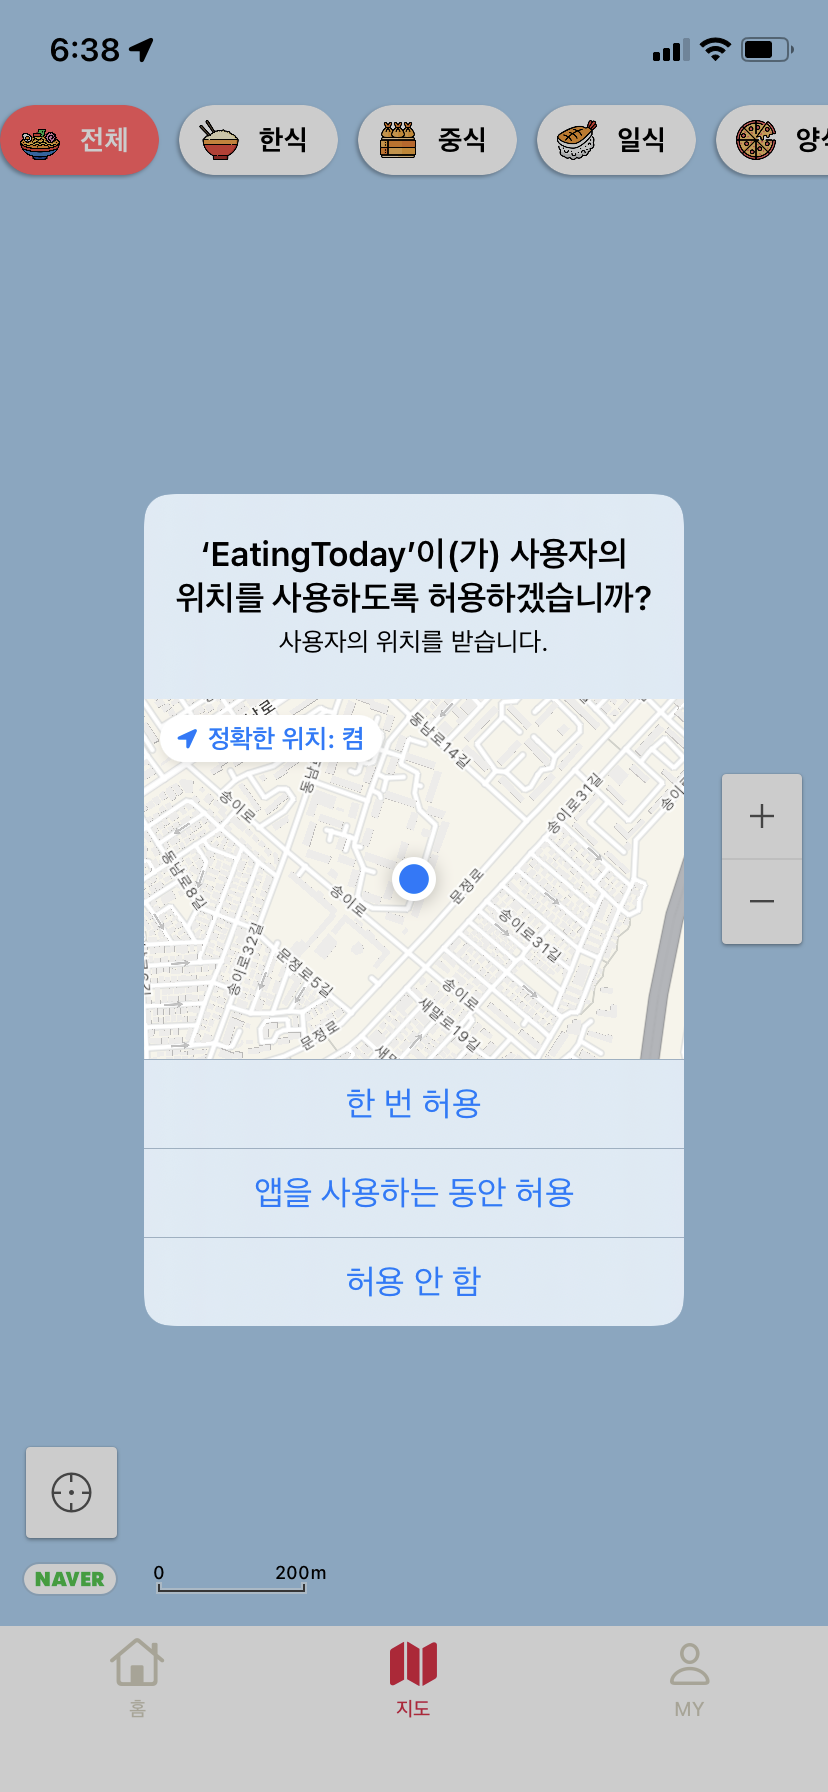 6:38
전체
한식
중식
일식
‘EatingToday’이(가) 사용자의
위치를 사용하도록 허용하겠습니까?
사용자의 위치를 받습니다.
정확한 위치: 켬
동남로14길
송이로31길
송이로
동남로8길
송이로
문정로
송이로32길
송이로31길
문정로5길
송이로
새말로19길
문정로
한 번 허용
앱을 사용하는 동안 허용
허용 안 함
NAVER
0 200m
홈
지도
MY